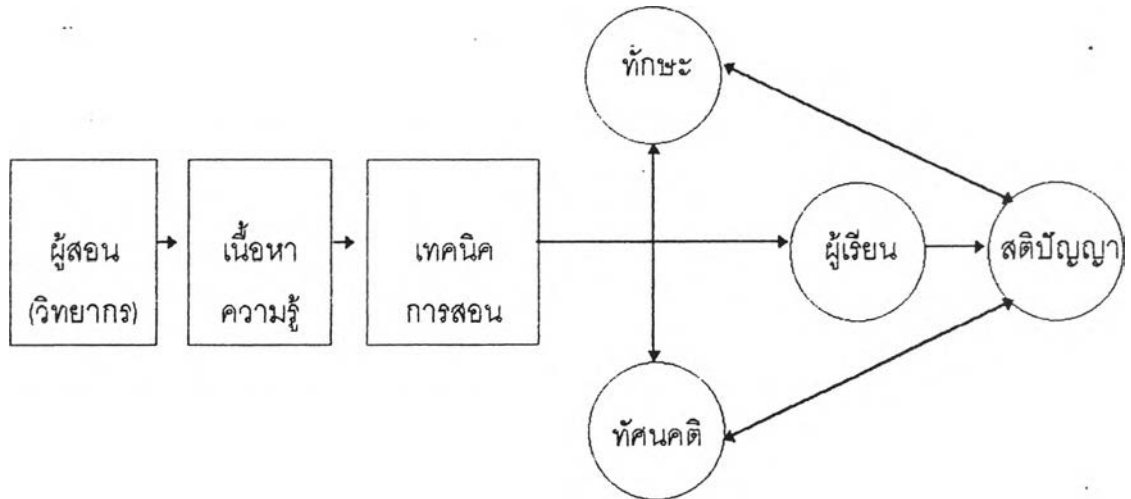 ทักษะ
ผู้สอน
(วิทยากร)
เนื้อหา
ความรู้
เทคนิค
การสอน
ผู้เรียน
สติปัญญา
ทัศนคติ